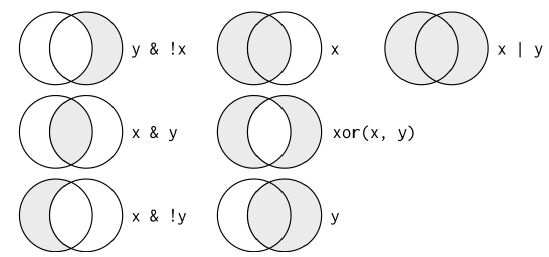 y & !x
x
x | y
x & y
xor(x, y)
x & !y
y